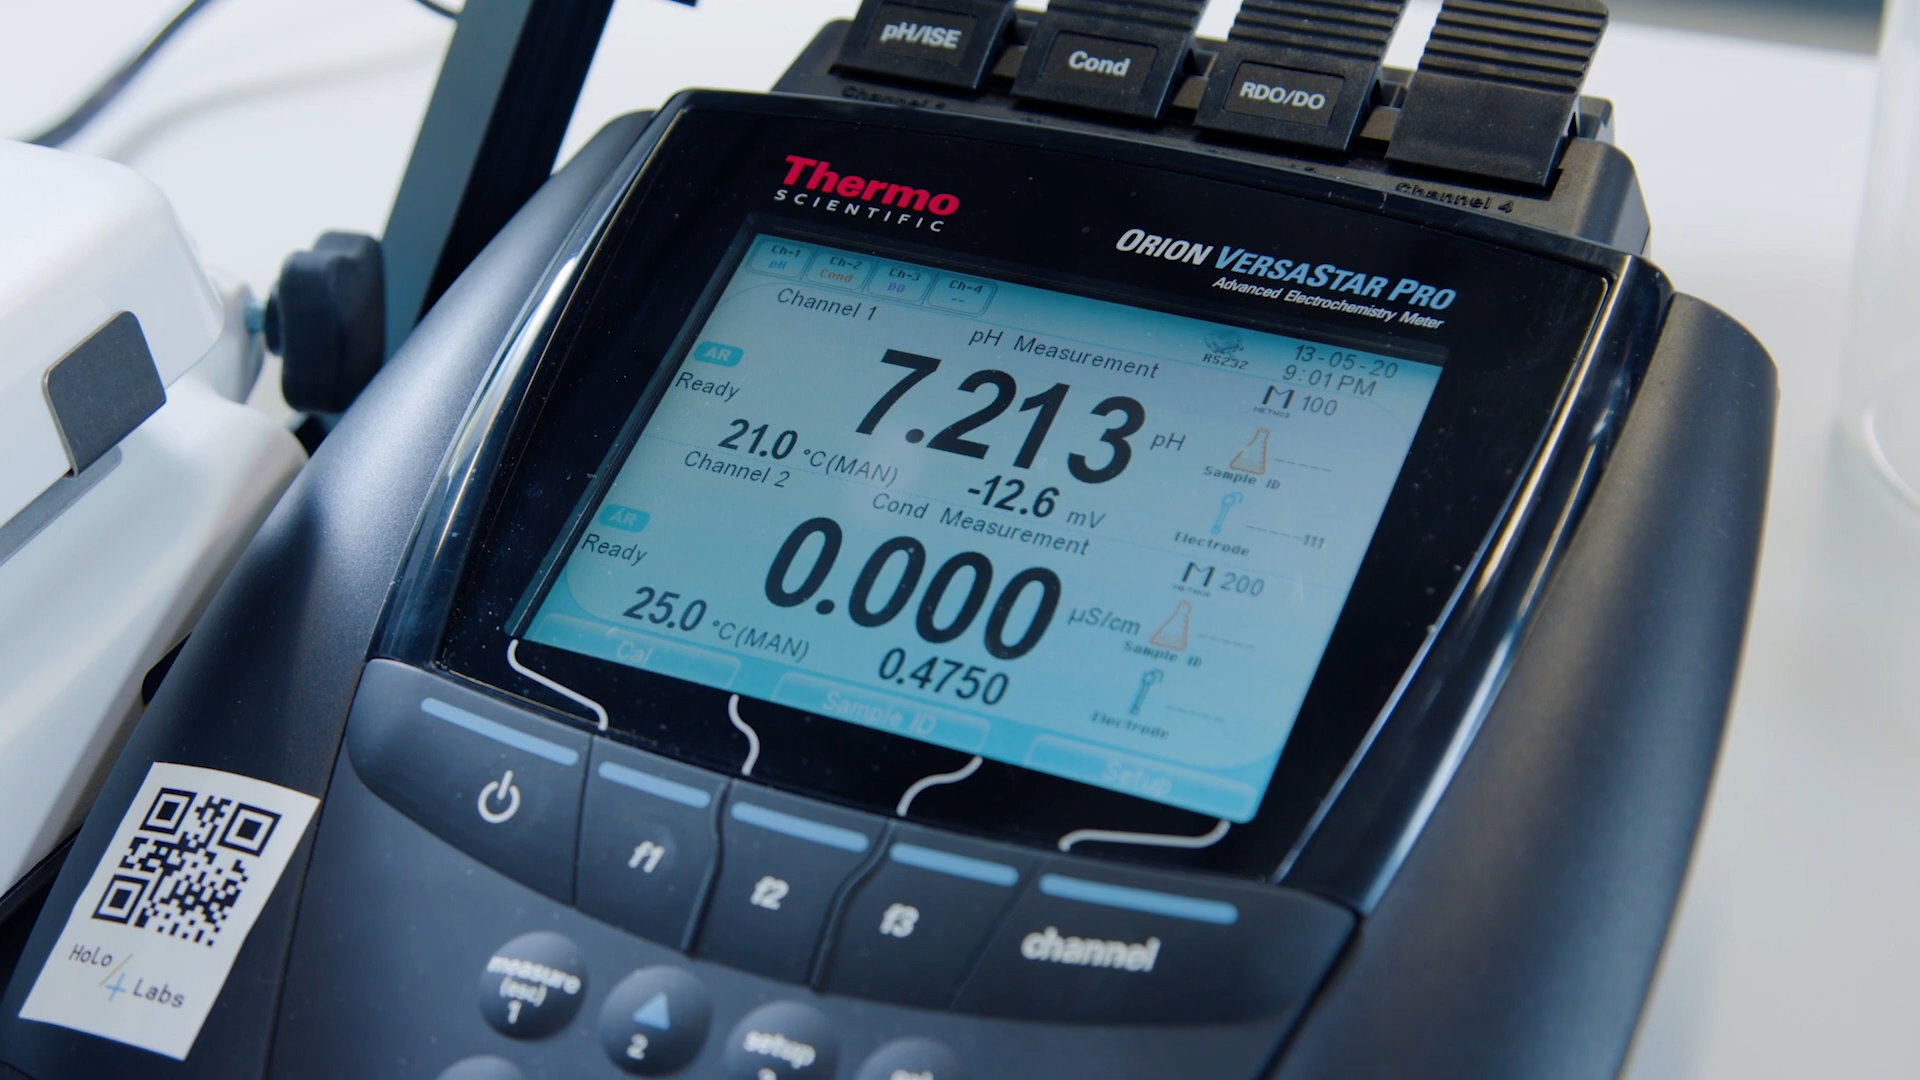 pH/ISE
Cond
RDO/DO
Channel 1
Channel 4
Thermo
SCIENTIFIC
ORION VERSASTAR PRO
Advanced Electrochemistry Meter
Ch-1
pH
Ch-2
Cond
Ch-3
DO
Ch-4
--
Channel 1
pH Measurement
RS232
13-05-20
9:01 PM
AR
Ready
7.213 pH
M 100
METHOD
21.0 °C(MAN)
-12.6 mV
Sample ID ------
Electrode ------111
Channel 2
Cond Measurement
AR
Ready
0.000 µS/cm
M 200
METHOD
25.0 °C(MAN)
0.4750
Sample ID ------
Electrode ------
Cal
Sample ID
Setup
f1
f2
f3
channel
measure
(esc)
1
2
setup
HoLo
4
Labs